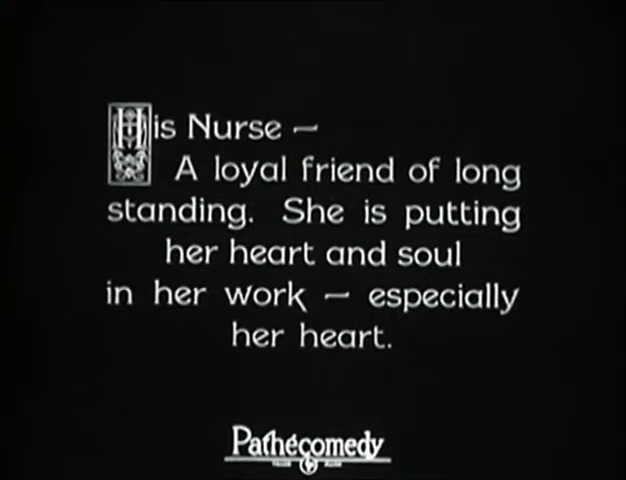 His Nurse —
A loyal friend of long
standing. She is putting
her heart and soul
in her work — especially
her heart.
Pathécomedy